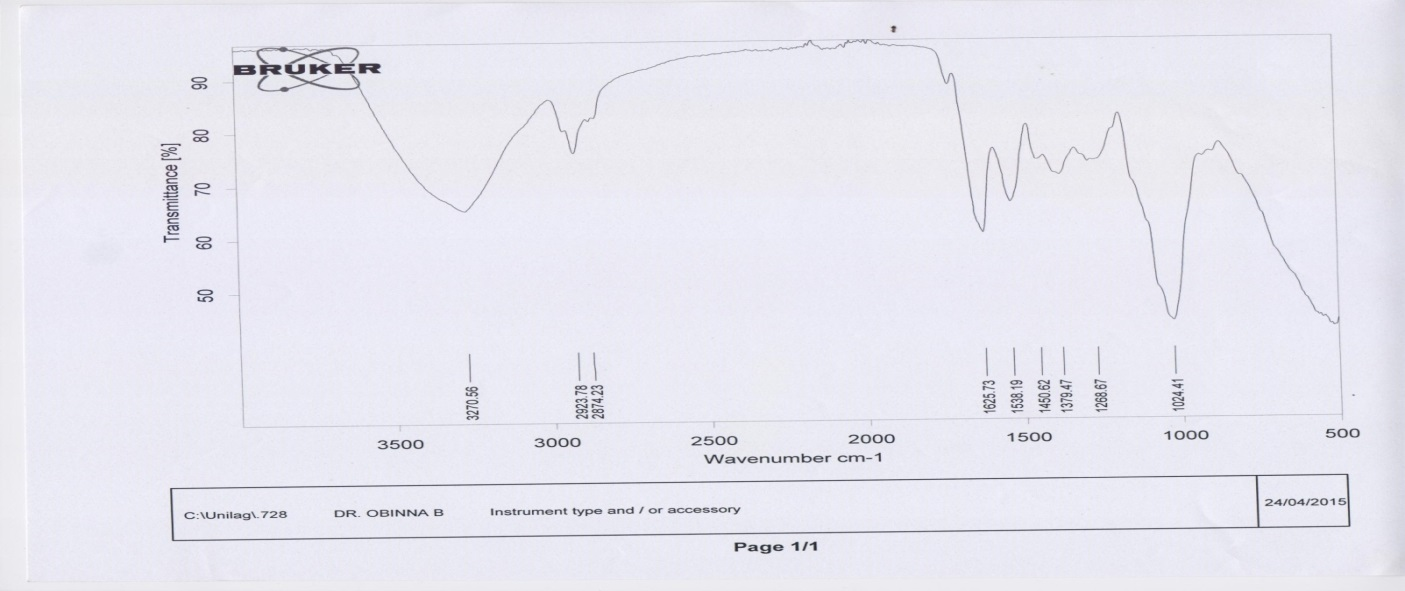 BRUKER
Transmittance [%]
90
80
70
60
50
3270.56
2923.78
2874.23
1625.73
1538.19
1450.62
1379.47
1268.67
1024.41
3500 3000 2500 2000 1500 1000 500
Wavenumber cm-1
C:\Unilag\.728 DR. OBINNA B Instrument type and / or accessory 24/04/2015
Page 1/1